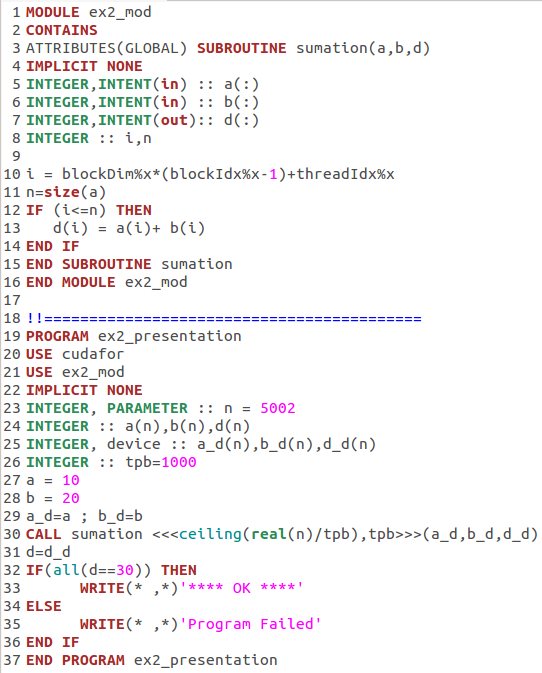 1 MODULE ex2_mod
2 CONTAINS
3 ATTRIBUTES(GLOBAL) SUBROUTINE sumation(a,b,d)
4 IMPLICIT NONE
5 INTEGER,INTENT(in) :: a(:)
6 INTEGER,INTENT(in) :: b(:)
7 INTEGER,INTENT(out):: d(:)
8 INTEGER :: i,n
9
10 i = blockDim%x*(blockIdx%x-1)+threadIdx%x
11 n=size(a)
12 IF (i<=n) THEN
13    d(i) = a(i)+ b(i)
14 END IF
15 END SUBROUTINE sumation
16 END MODULE ex2_mod
17
18 !!==========================================
19 PROGRAM ex2_presentation
20 USE cudafor
21 USE ex2_mod
22 IMPLICIT NONE
23 INTEGER, PARAMETER :: n = 5002
24 INTEGER :: a(n),b(n),d(n)
25 INTEGER, device :: a_d(n),b_d(n),d_d(n)
26 INTEGER :: tpb=1000
27 a = 10
28 b = 20
29 a_d=a ; b_d=b
30 CALL sumation <<<ceiling(real(n)/tpb),tpb>>>(a_d,b_d,d_d)
31 d=d_d
32 IF(all(d==30)) THEN
33       WRITE(* ,*)'**** OK ****'
34 ELSE
35       WRITE(* ,*)'Program Failed'
36 END IF
37 END PROGRAM ex2_presentation